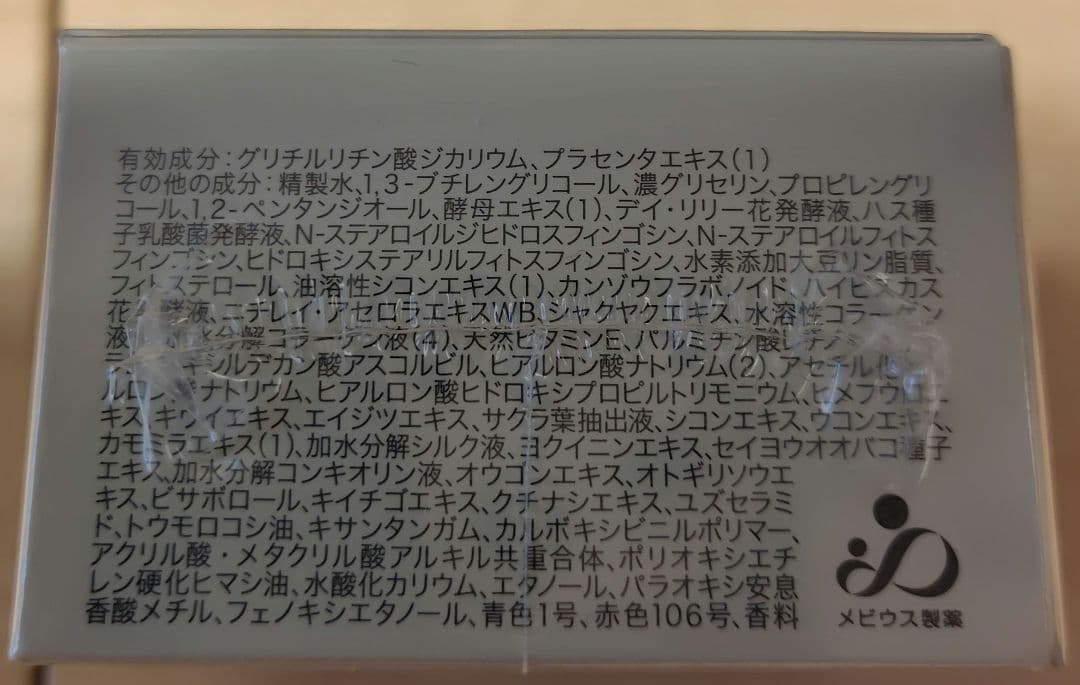 有効成分：グリチルリチン酸ジカリウム、プラセンタエキス(1)
その他の成分：精製水、1,3-ブチレングリコール、濃グリセリン、プロピレングリ
コール、1,2-ペンタンジオール、酵母エキス(1)、デイ・リリー花発酵液、ハス種
子乳酸菌発酵液、N-ステアロイルジヒドロスフィンゴシン、N-ステアロイルフィトス
フィンゴシン、ヒドロキシステアリルフィトスフィンゴシン、水素添加大豆リン脂質、
フィトステロール、油溶性シコンエキス(1)、カンゾウフラボノイド、ハイビスカス
花発酵液、ニチレイ・アセロラエキスWB、シャクヤクエキス、水溶性コラーゲン
水分解コラーゲン液(4)、天然ビタミンE、パルミチン酸レチノ
シルデカン酸アスコルビル、ヒアルロン酸ナトリウム(2)、アセチル化ヒ
ルロン酸ナトリウム、ヒアルロン酸ヒドロキシプロピルトリモニウム、ヒメフウロエ
キス、キウイエキス、エイジツエキス、サクラ葉抽出液、シコンエキス、ウコンエキス、
カモミラエキス(1)、加水分解シルク液、ヨクイニンエキス、セイヨウオオバコ種子
エキス、加水分解コンキオリン液、オウゴンエキス、オトギリソウエ
キス、ビサボロール、キイチゴエキス、クチナシエキス、ユズセラミ
ド、トウモロコシ油、キサンタンガム、カルボキシビニルポリマー、
アクリル酸・メタクリル酸アルキル共重合体、ポリオキシエチ
レン硬化ヒマシ油、水酸化カリウム、エタノール、パラオキシ安息
香酸メチル、フェノキシエタノール、青色1号、赤色106号、香料
メビウス製薬